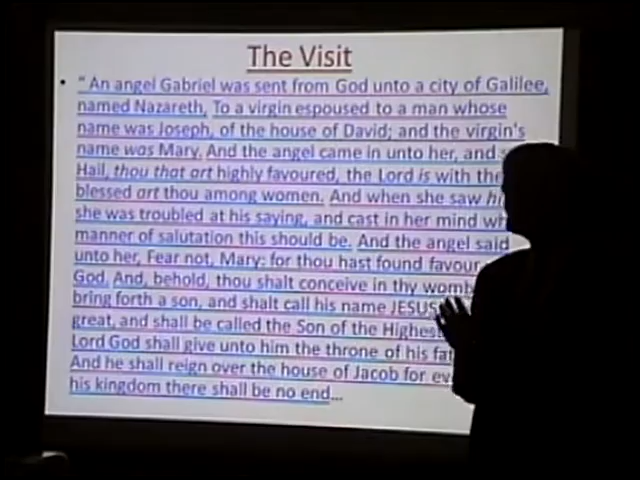 The Visit
• "An angel Gabriel was sent from God unto a city of Galilee,
named Nazareth, To a virgin espoused to a man whose
name was Joseph, of the house of David; and the virgin's
name was Mary. And the angel came in unto her, and
Hail, thou that art highly favoured, the Lord is with
blessed art thou among women. And when she saw
she was troubled at his saying, and cast in her mind
manner of salutation this should be. And the angel said
unto her, Fear not, Mary: for thou hast found favour
God. And, behold, thou shalt conceive in thy womb
bring forth a son, and shalt call his name JESUS
great, and shall be called the Son of the Highest
Lord God shall give unto him the throne of his
And he shall reign over the house of Jacob for
his kingdom there shall be no end...